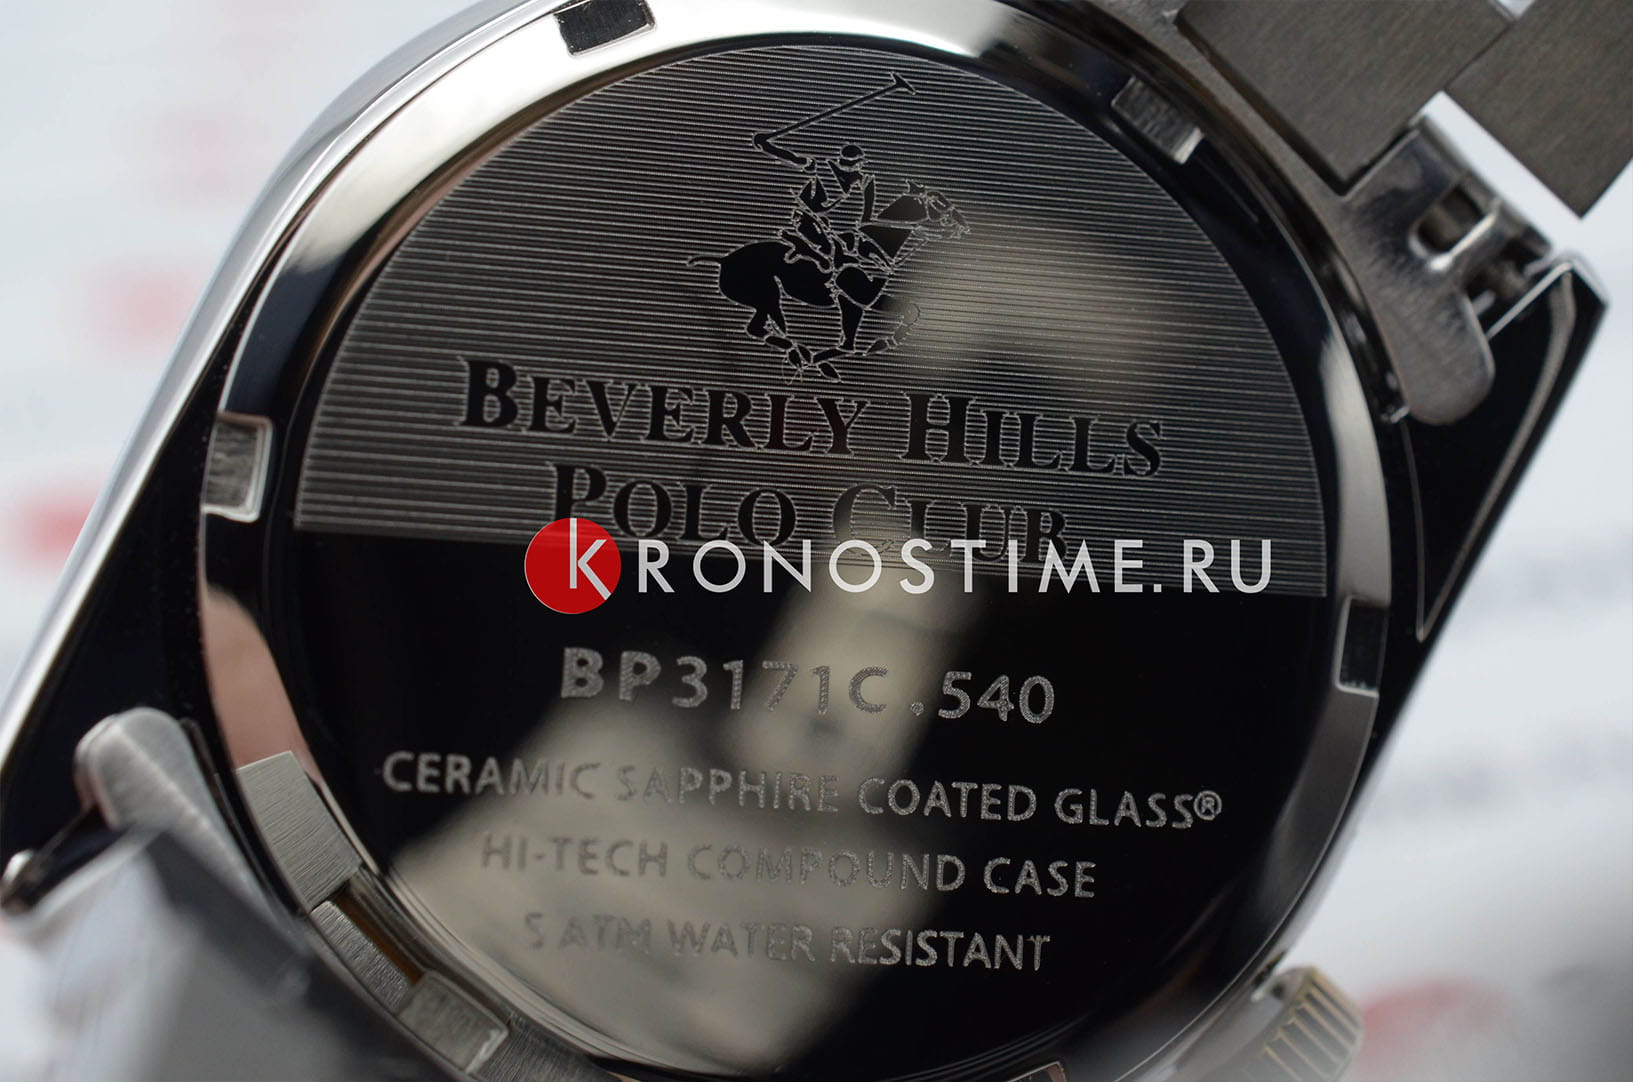 BEVERLY HILLS
POLO CLUB
KRONOSTIME.RU
BP3171C.540
CERAMIC SAPPHIRE COATED GLASS®
HI-TECH COMPOUND CASE
5 ATM WATER RESISTANT